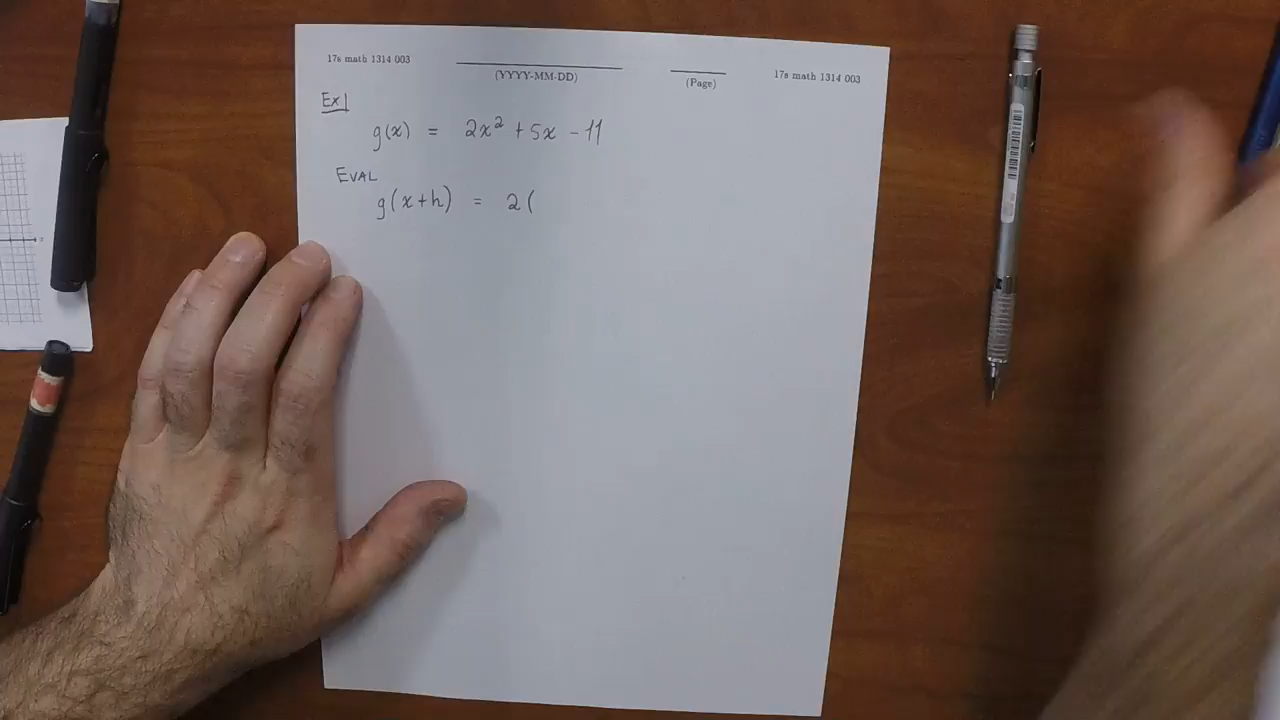 17s math 1314 003
(YYYY-MM-DD)
(Page)
17s math 1314 003
Ex1
g(x) = 2x² + 5x - 11
EVAL
g(x+h) = 2(